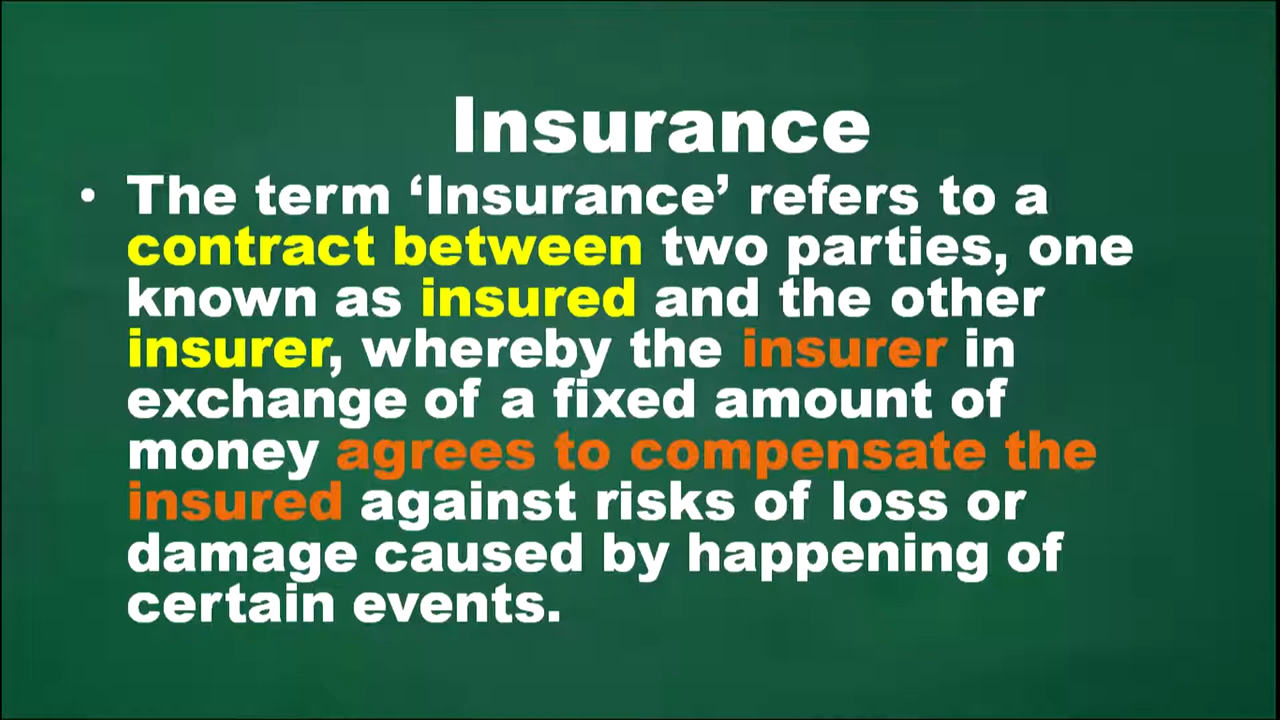 Insurance
• The term ‘Insurance’ refers to a
contract between two parties, one
known as insured and the other
insurer, whereby the insurer in
exchange of a fixed amount of
money agrees to compensate the
insured against risks of loss or
damage caused by happening of
certain events.